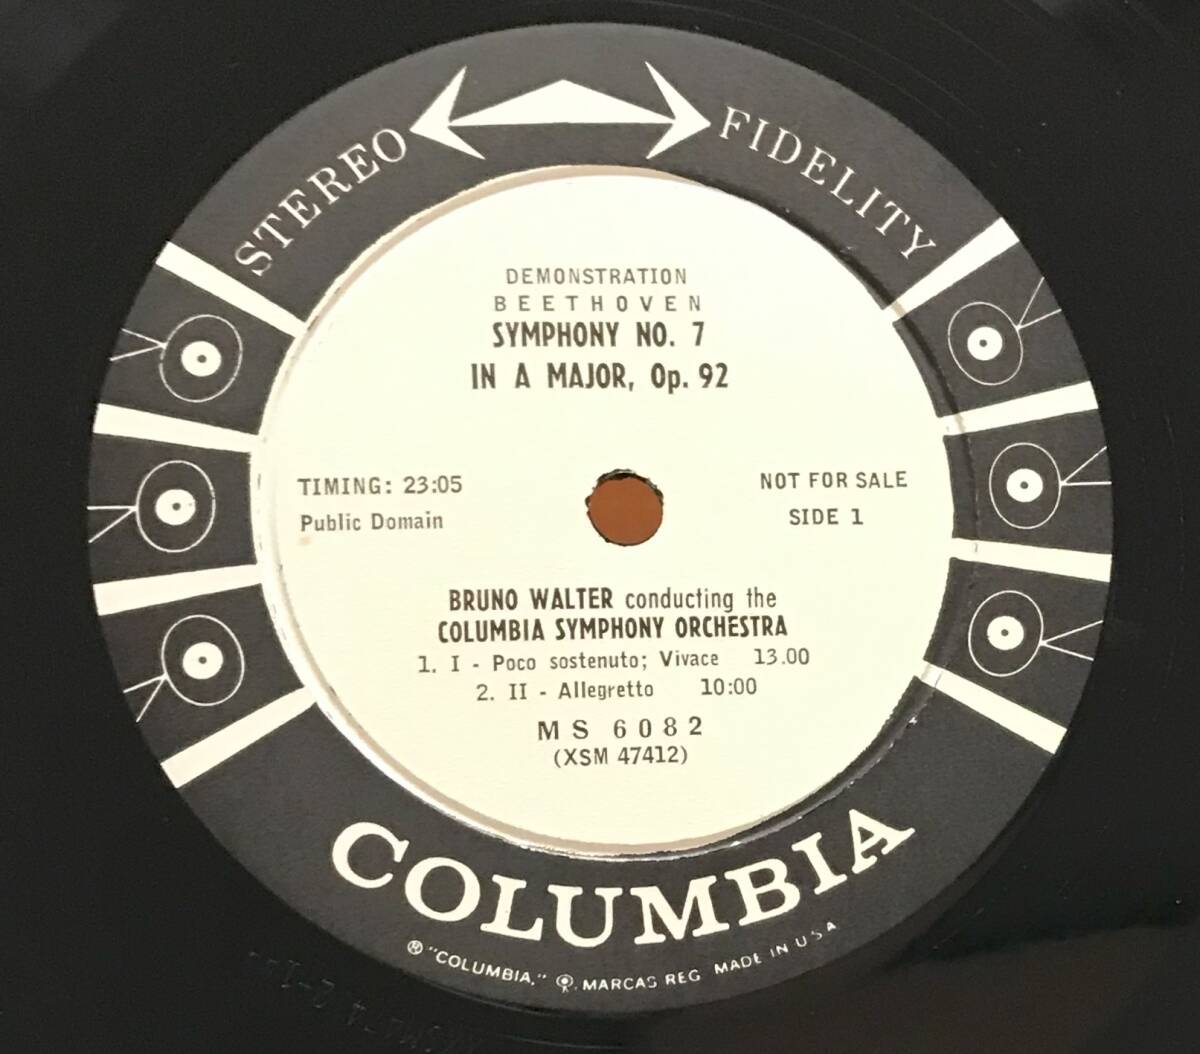 STEREO FIDELITY
DEMONSTRATION
BEETHOVEN
SYMPHONY NO. 7
IN A MAJOR, Op. 92
TIMING: 23:05
Public Domain
NOT FOR SALE
SIDE 1
BRUNO WALTER conducting the
COLUMBIA SYMPHONY ORCHESTRA
1. I - Poco sostenuto; Vivace 13.00
2. II - Allegretto 10:00
MS 6082
(XSM 47412)
COLUMBIA
® "COLUMBIA," MARCAS REG MADE IN U S A